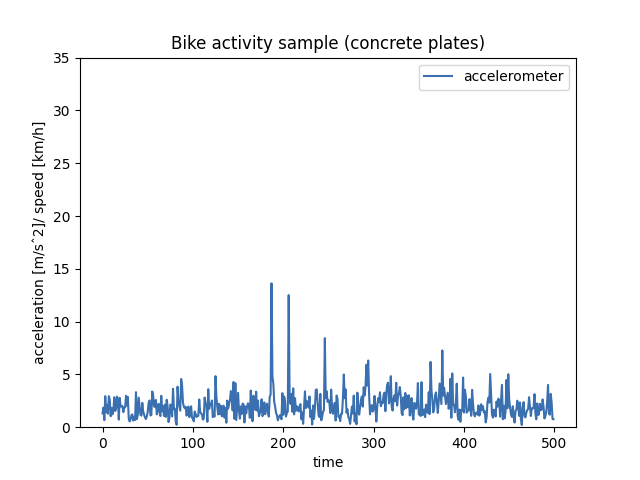 Bike activity sample (concrete plates)
accelerometer
acceleration [m/sˆ2]/ speed [km/h]
35
30
25
20
15
10
5
0
0 100 200 300 400 500
time